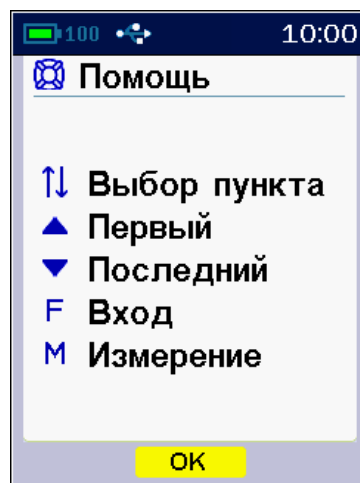 100 10:00
Помощь
↑↓ Выбор пункта
▲ Первый
▼ Последний
F Вход
M Измерение
OK